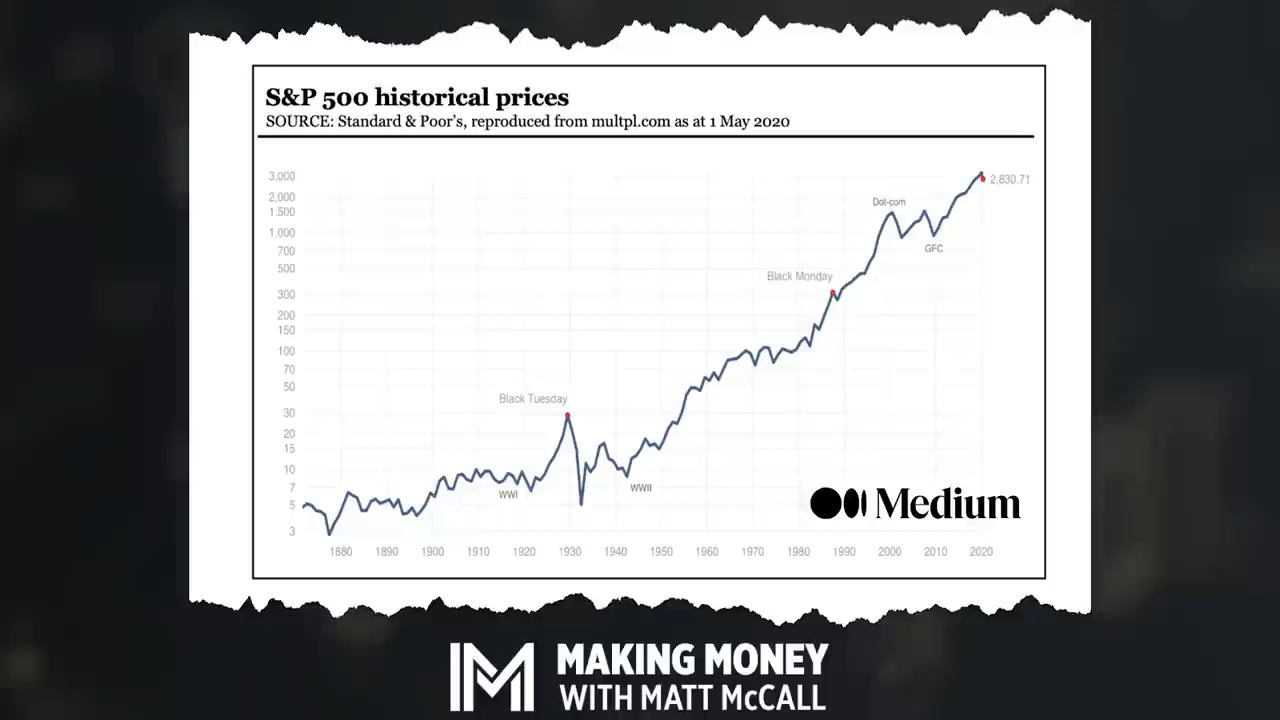 S&P 500 historical prices
SOURCE: Standard & Poor's, reproduced from multpl.com as at 1 May 2020
3,000
2,830.71
2,000
Dot-com
1,500
1,000
GFC
700
500
Black Monday
300
200
150
100
70
50
Black Tuesday
30
20
15
10
7
WWI
WWII
5
Medium
3
1880 1890 1900 1910 1920 1930 1940 1950 1960 1970 1980 1990 2000 2010 2020
MAKING MONEY
WITH MATT McCALL